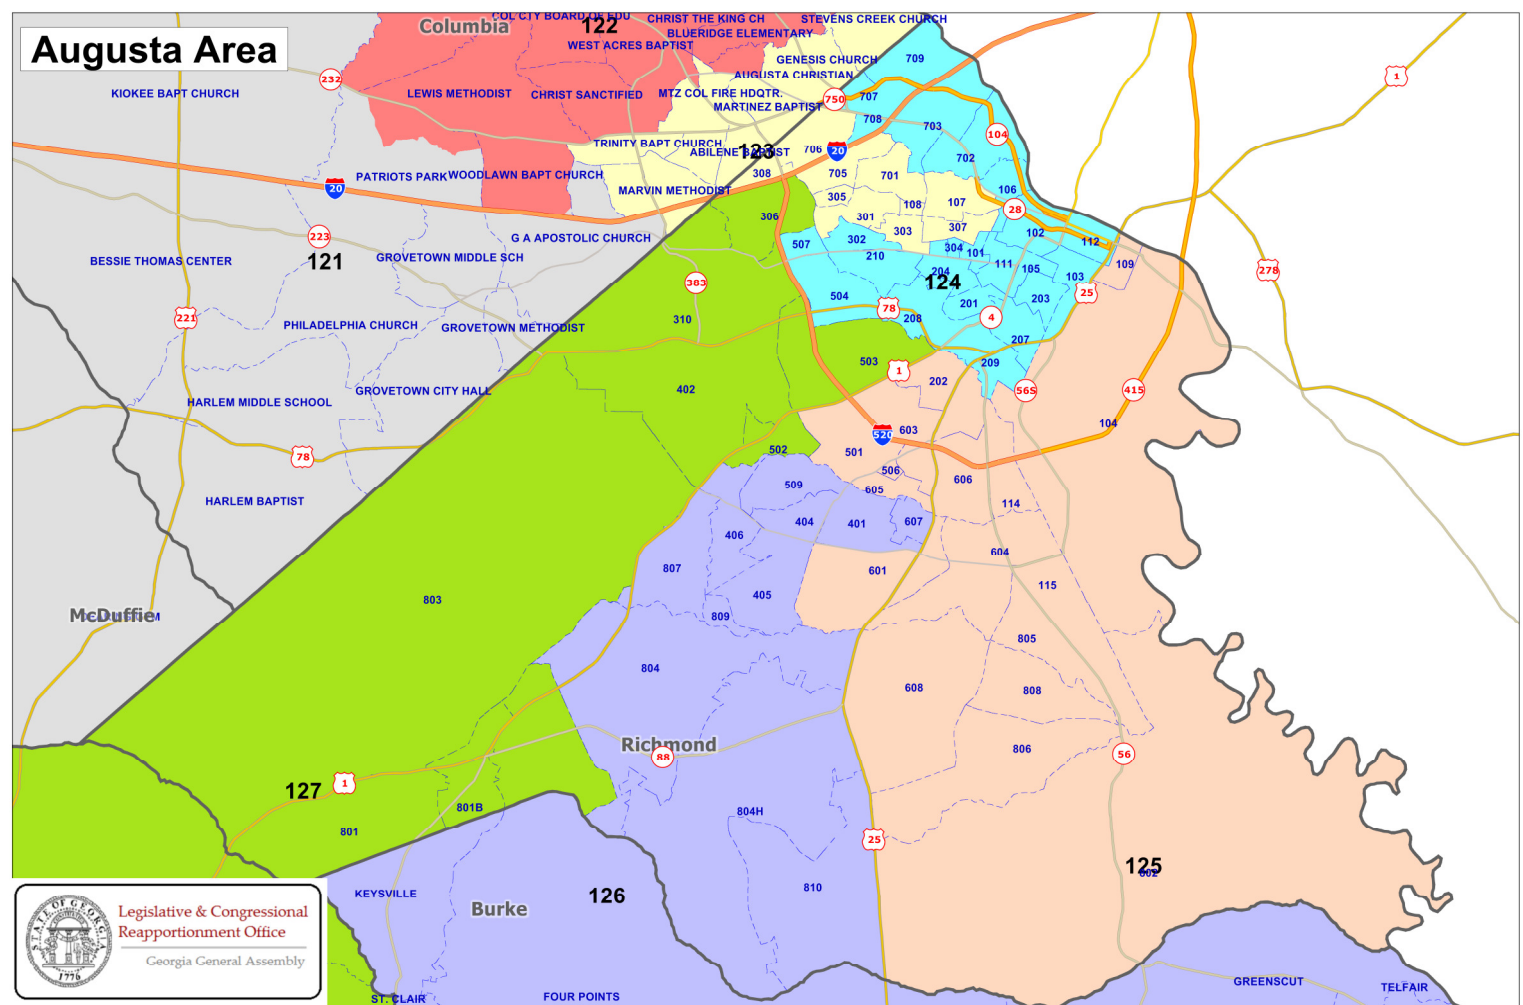 Augusta Area
COL CTY BOARD OF EDU
CHRIST THE KING CH
STEVENS CREEK CHURCH
Columbia
122
BLUERIDGE ELEMENTARY
WEST ACRES BAPTIST
GENESIS CHURCH
709
AUGUSTA CHRISTIAN
232
1
KIOKEE BAPT CHURCH
LEWIS METHODIST
CHRIST SANCTIFIED
MTZ COL FIRE HDQTR.
750
707
MARTINEZ BAPTIST
708
703
104
TRINITY BAPT CHURCH
ABILENE BAPTIST
123
706
20
702
PATRIOTS PARK
WOODLAWN BAPT CHURCH
308
705
701
20
MARVIN METHODIST
106
305
108
107
28
306
301
307
223
G A APOSTOLIC CHURCH
507
302
303
102
112
304
101
210
BESSIE THOMAS CENTER
121
GROVETOWN MIDDLE SCH
111
105
109
204
103
278
383
124
25
504
201
203
221
310
78
208
4
PHILADELPHIA CHURCH
GROVETOWN METHODIST
207
503
209
1
202
GROVETOWN CITY HALL
402
56S
415
HARLEM MIDDLE SCHOOL
104
603
520
78
502
501
506
606
509
605
HARLEM BAPTIST
114
404
401
607
406
604
807
601
115
405
803
McDuffie
809
805
804
608
808
Richmond
806
88
56
127
1
801B
804H
801
25
125
802
810
KEYSVILLE
126
Burke
STATE OF GEORGIA
1776
Legislative & Congressional
Reapportionment Office
Georgia General Assembly
GREENSCUT
TELFAIR
ST. CLAIR
FOUR POINTS